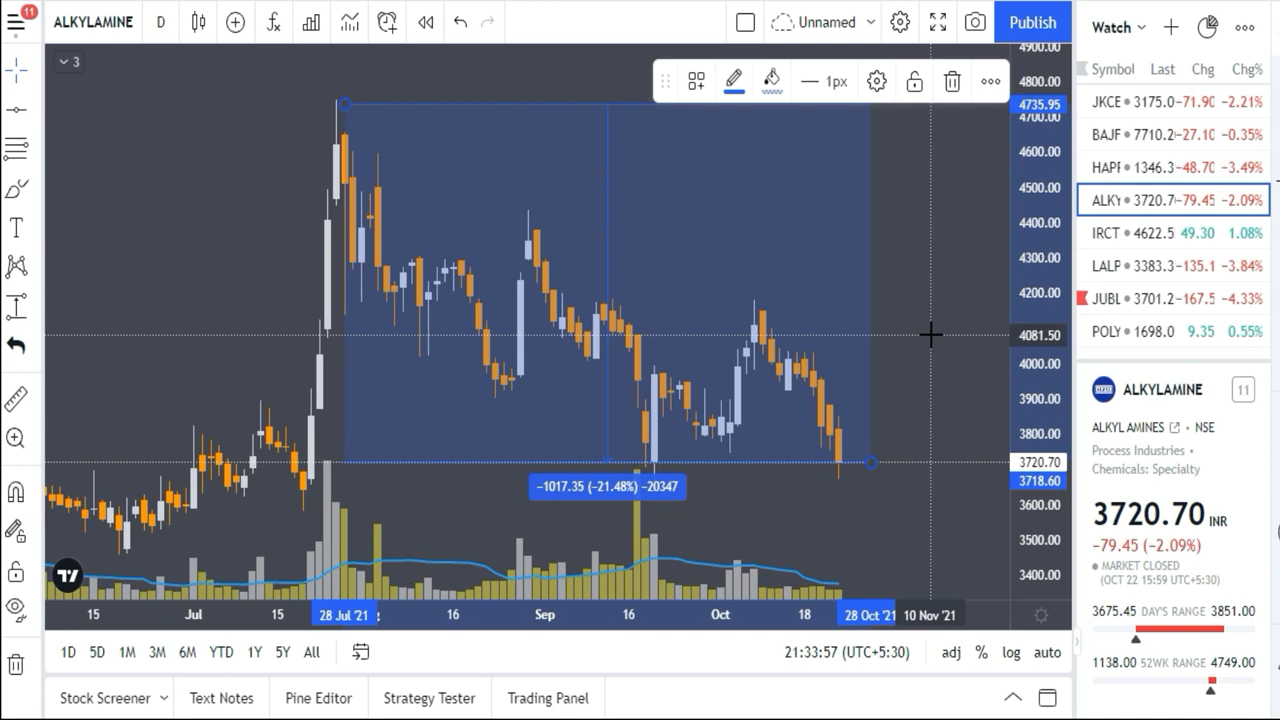 11
ALKYLAMINE
D
Unnamed
Publish
Watch
3
1px
Symbol Last Chg Chg%
JKCE 3175.0 -71.90 -2.21%
BAJF 7710.2 -27.10 -0.35%
HAPF 1346.3 -48.70 -3.49%
ALKY 3720.7 -79.45 -2.09%
IRCT 4622.5 49.30 1.08%
LALP 3383.3 -135.1 -3.84%
JUBL 3701.2 -167.5 -4.33%
POLY 1698.0 9.35 0.55%
4900.00
4800.00
4735.95
4700.00
4600.00
4500.00
4400.00
4300.00
4200.00
4081.50
4000.00
3900.00
3800.00
3720.70
3718.60
3600.00
3500.00
3400.00
−1017.35 (−21.48%) −20347
15 Jul 15 28 Jul '21 16 Sep 16 Oct 18 28 Oct '21 10 Nov '21
ALKYLAMINE
11
ALKYL AMINES • NSE
Process Industries •
Chemicals: Specialty
3720.70 INR
−79.45 (−2.09%)
MARKET CLOSED
(OCT 22 15:59 UTC+5:30)
3675.45 DAY'S RANGE 3851.00
1138.00 52WK RANGE 4749.00
1D 5D 1M 3M 6M YTD 1Y 5Y All
21:33:57 (UTC+5:30)
adj % log auto
Stock Screener Text Notes Pine Editor Strategy Tester Trading Panel